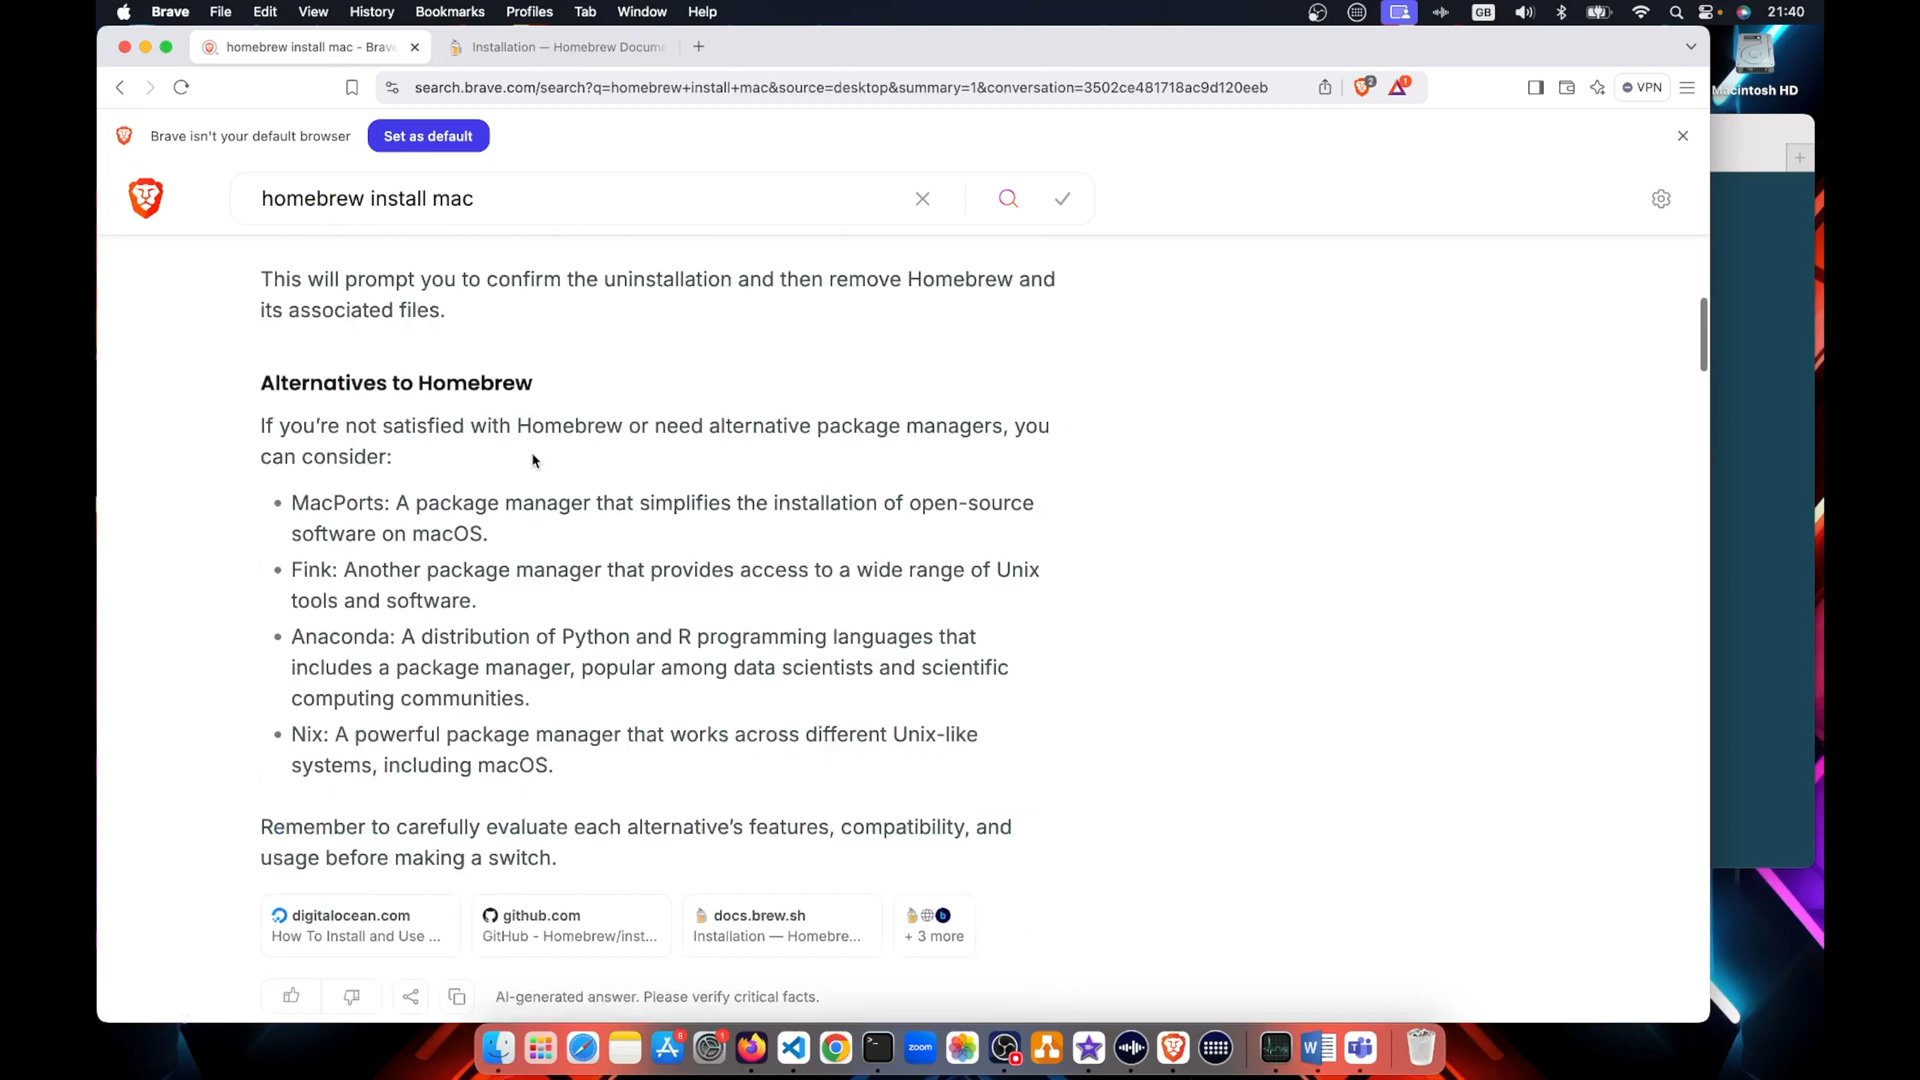 Brave File Edit View History Bookmarks Profiles Tab Window Help GB 21:40
homebrew install mac - Brave
Installation — Homebrew Docume
search.brave.com/search?q=homebrew+install+mac&source=desktop&summary=1&conversation=3502ce481718ac9d120eeb 2 1 VPN
Macintosh HD
Brave isn't your default browser Set as default
homebrew install mac
This will prompt you to confirm the uninstallation and then remove Homebrew and
its associated files.
Alternatives to Homebrew
If you’re not satisfied with Homebrew or need alternative package managers, you
can consider:
• MacPorts: A package manager that simplifies the installation of open-source
software on macOS.
• Fink: Another package manager that provides access to a wide range of Unix
tools and software.
• Anaconda: A distribution of Python and R programming languages that
includes a package manager, popular among data scientists and scientific
computing communities.
• Nix: A powerful package manager that works across different Unix-like
systems, including macOS.
Remember to carefully evaluate each alternative’s features, compatibility, and
usage before making a switch.
digitalocean.com
How To Install and Use ...
github.com
GitHub - Homebrew/inst...
docs.brew.sh
Installation — Homebre...
+ 3 more
AI-generated answer. Please verify critical facts.
8 1 zoom